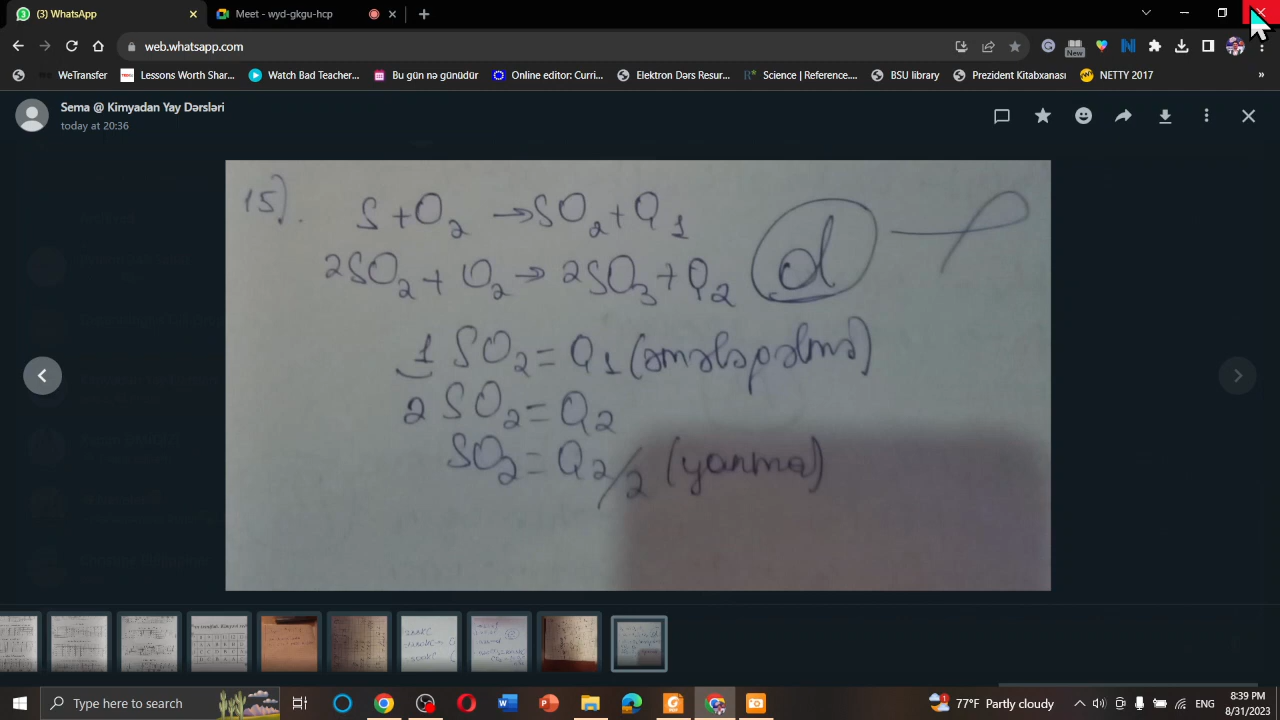 (3) WhatsApp
Meet - wyd-gkgu-hcp
web.whatsapp.com
New
WeTransfer
Lessons Worth Shar...
Watch Bad Teacher...
Bu gün nə günüdür
Online eTwin Curri...
Elektron Dərs Resur...
R* Science | Reference....
BSU library
Prezident Kitabxanası
NETTY 2017
»
Sema @ Kimyadan Yay Dərsləri
today at 20:36
15).
S + O₂ → SO₂ + Q₁
2SO₂ + O₂ → 2SO₃ + Q₂
d
1 SO₂ = Q₁ (əmələgəlmə)
2 SO₂ = Q₂
SO₂ = Q₂/2 (yanma)
Type here to search
77°F Partly cloudy
ENG
8:39 PM
8/31/2023